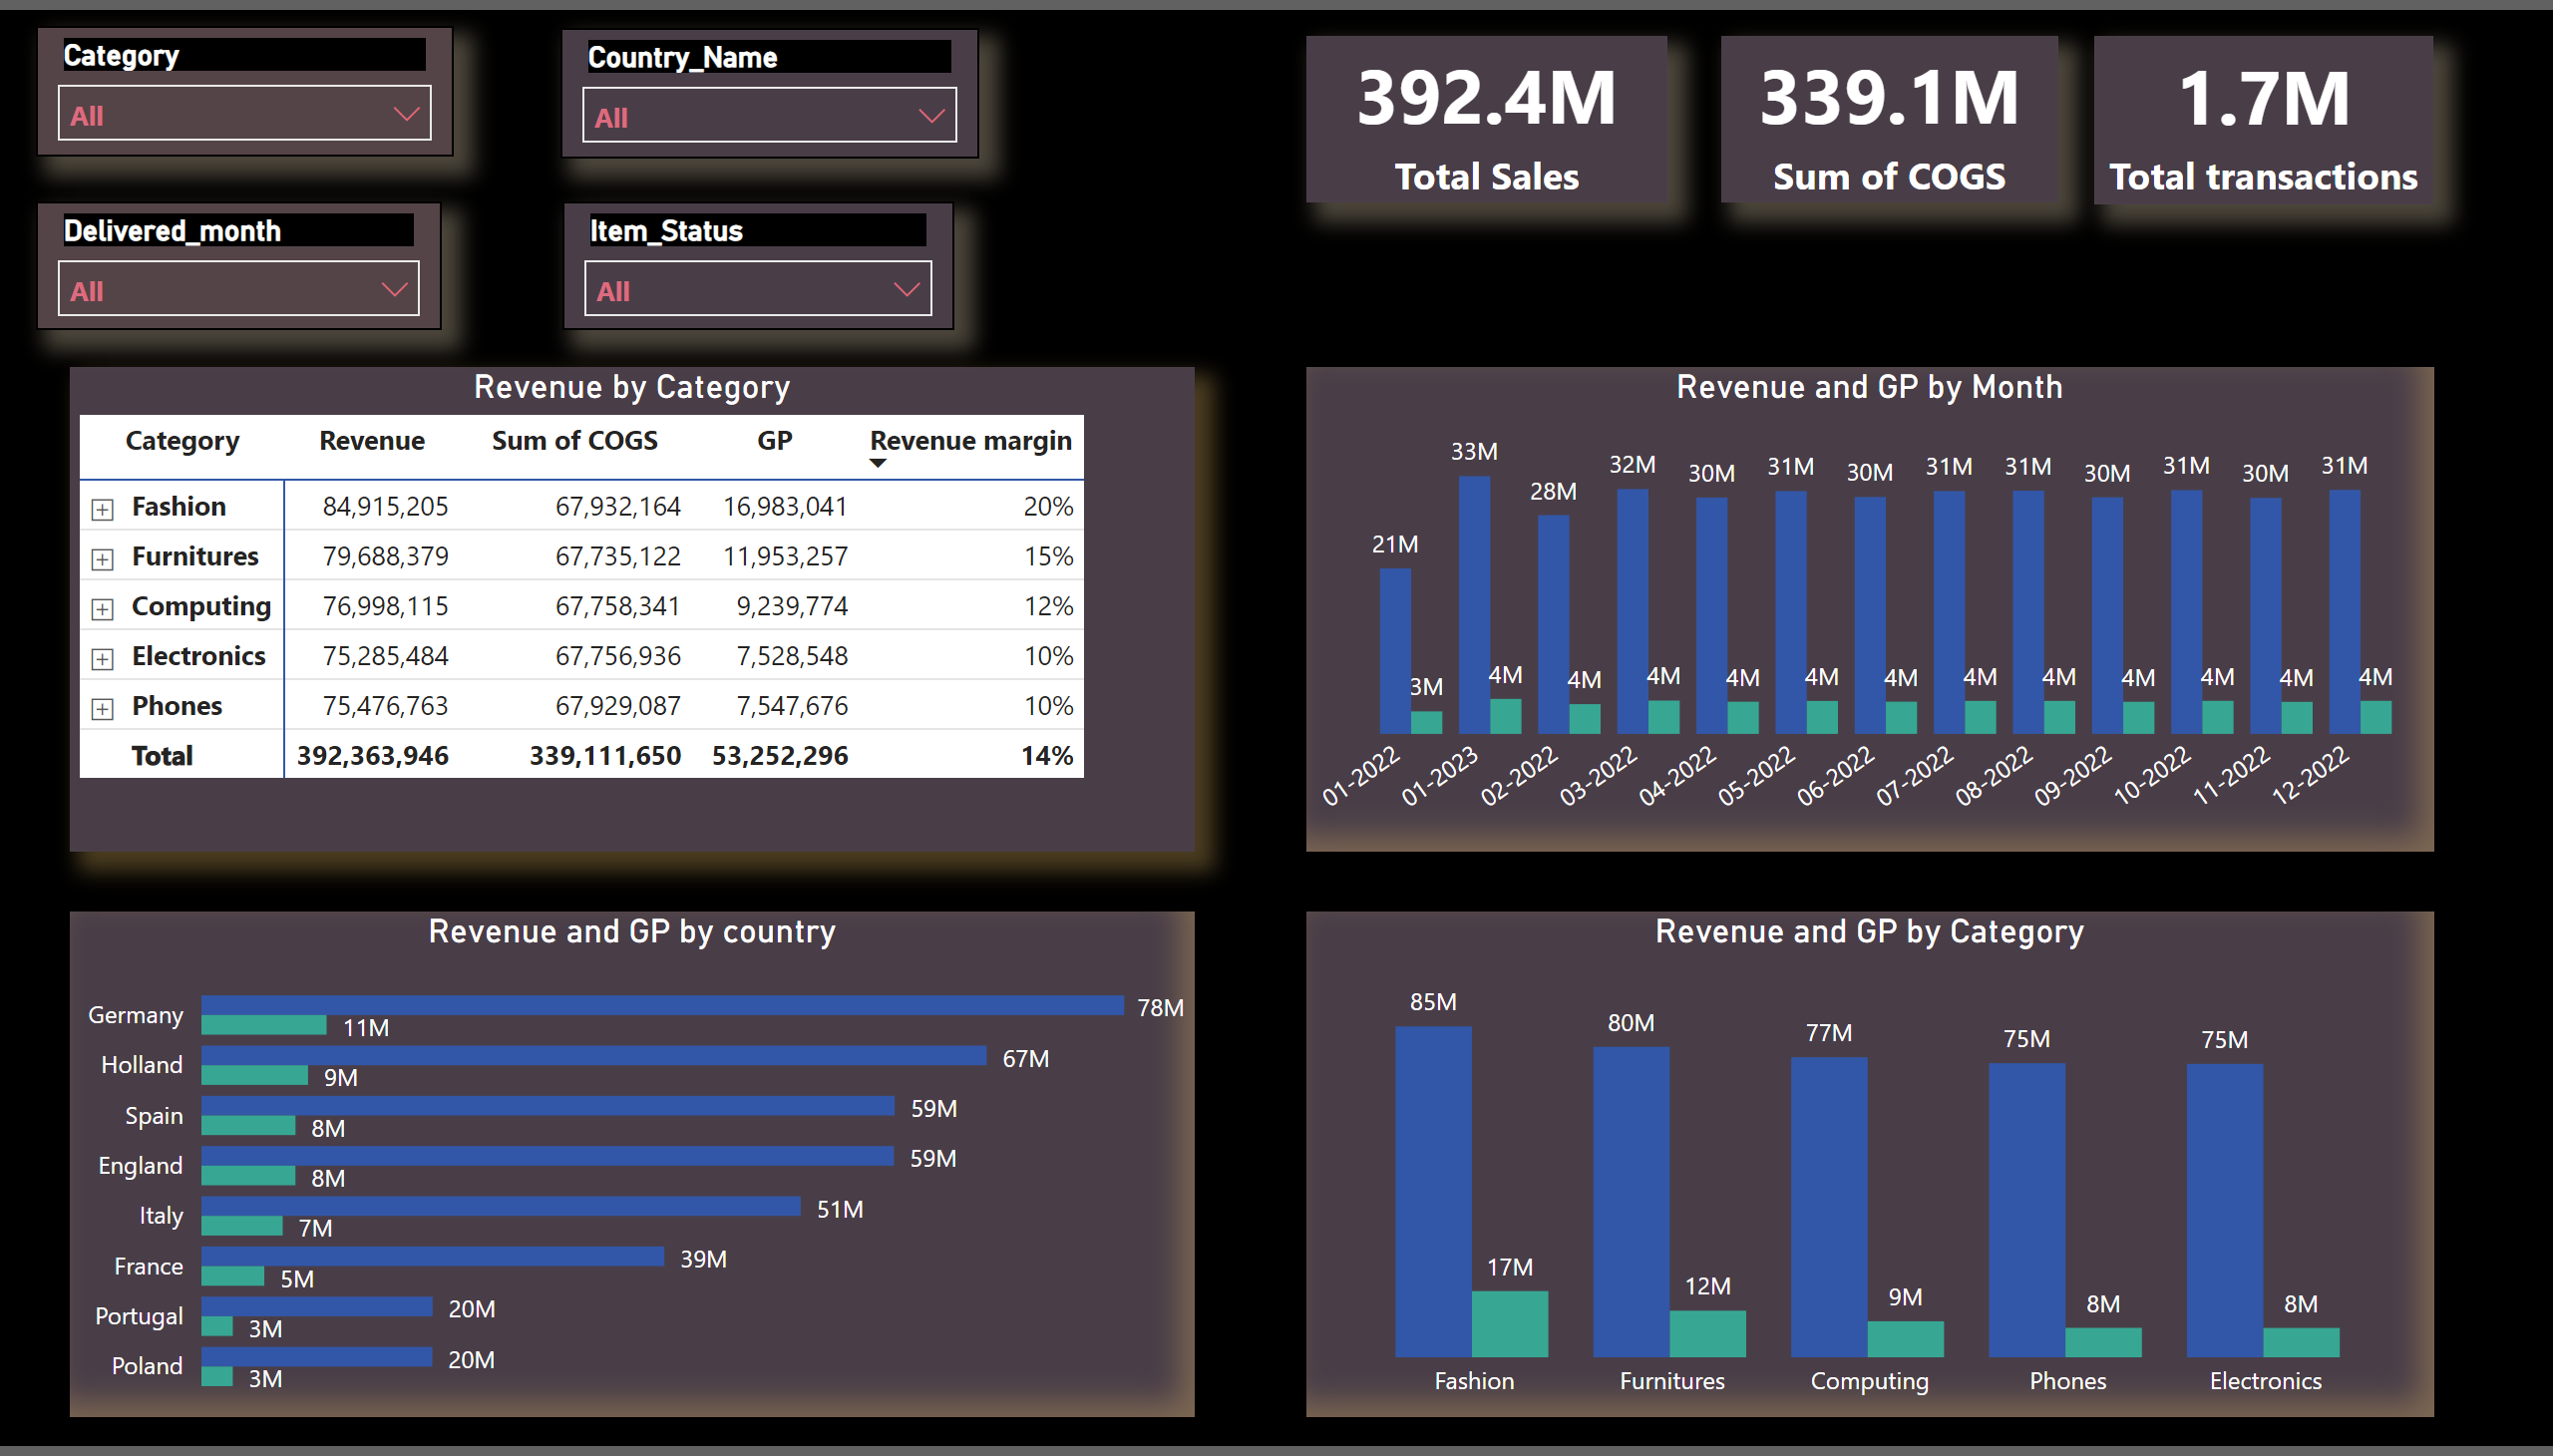 Category
All
Country_Name
All
Delivered_month
All
Item_Status
All
392.4M
Total Sales
339.1M
Sum of COGS
1.7M
Total transactions
Revenue by Category
Category Revenue Sum of COGS GP Revenue margin
Fashion 84,915,205 67,932,164 16,983,041 20%
Furnitures 79,688,379 67,735,122 11,953,257 15%
Computing 76,998,115 67,758,341 9,239,774 12%
Electronics 75,285,484 67,756,936 7,528,548 10%
Phones 75,476,763 67,929,087 7,547,676 10%
Total 392,363,946 339,111,650 53,252,296 14%
Revenue and GP by Month
21M 33M 28M 32M 30M 31M 30M 31M 31M 30M 31M 30M 31M
3M 4M 4M 4M 4M 4M 4M 4M 4M 4M 4M 4M 4M
01-2022 01-2023 02-2022 03-2022 04-2022 05-2022 06-2022 07-2022 08-2022 09-2022 10-2022 11-2022 12-2022
Revenue and GP by country
Germany 78M
11M
Holland 67M
9M
Spain 59M
8M
England 59M
8M
Italy 51M
7M
France 39M
5M
Portugal 20M
3M
Poland 20M
3M
Revenue and GP by Category
85M 80M 77M 75M 75M
17M 12M 9M 8M 8M
Fashion Furnitures Computing Phones Electronics